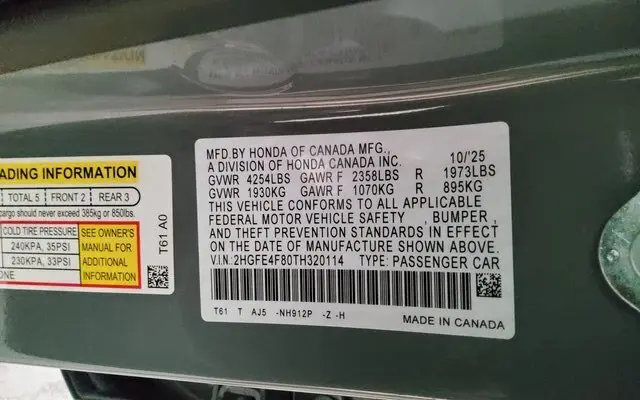 ADING INFORMATION
TOTAL 5 FRONT 2 REAR 3
cargo should never exceed 385kg or 850lbs.
COLD TIRE PRESSURE
240KPA, 35PSI
230KPA, 33PSI
SEE OWNER'S
MANUAL FOR
ADDITIONAL
INFORMATION
T61 A0
MFD.BY HONDA OF CANADA MFG., 10/'25
A DIVISION OF HONDA CANADA INC.
GVWR 4254LBS GAWR F 2358LBS R 1973LBS
GVWR 1930KG GAWR F 1070KG R 895KG
THIS VEHICLE CONFORMS TO ALL APPLICABLE
FEDERAL MOTOR VEHICLE SAFETY , BUMPER ,
AND THEFT PREVENTION STANDARDS IN EFFECT
ON THE DATE OF MANUFACTURE SHOWN ABOVE.
V.I.N.:2HGFE4F80TH320114 TYPE: PASSENGER CAR
T61 T AJ5 -NH912P -Z -H
MADE IN CANADA